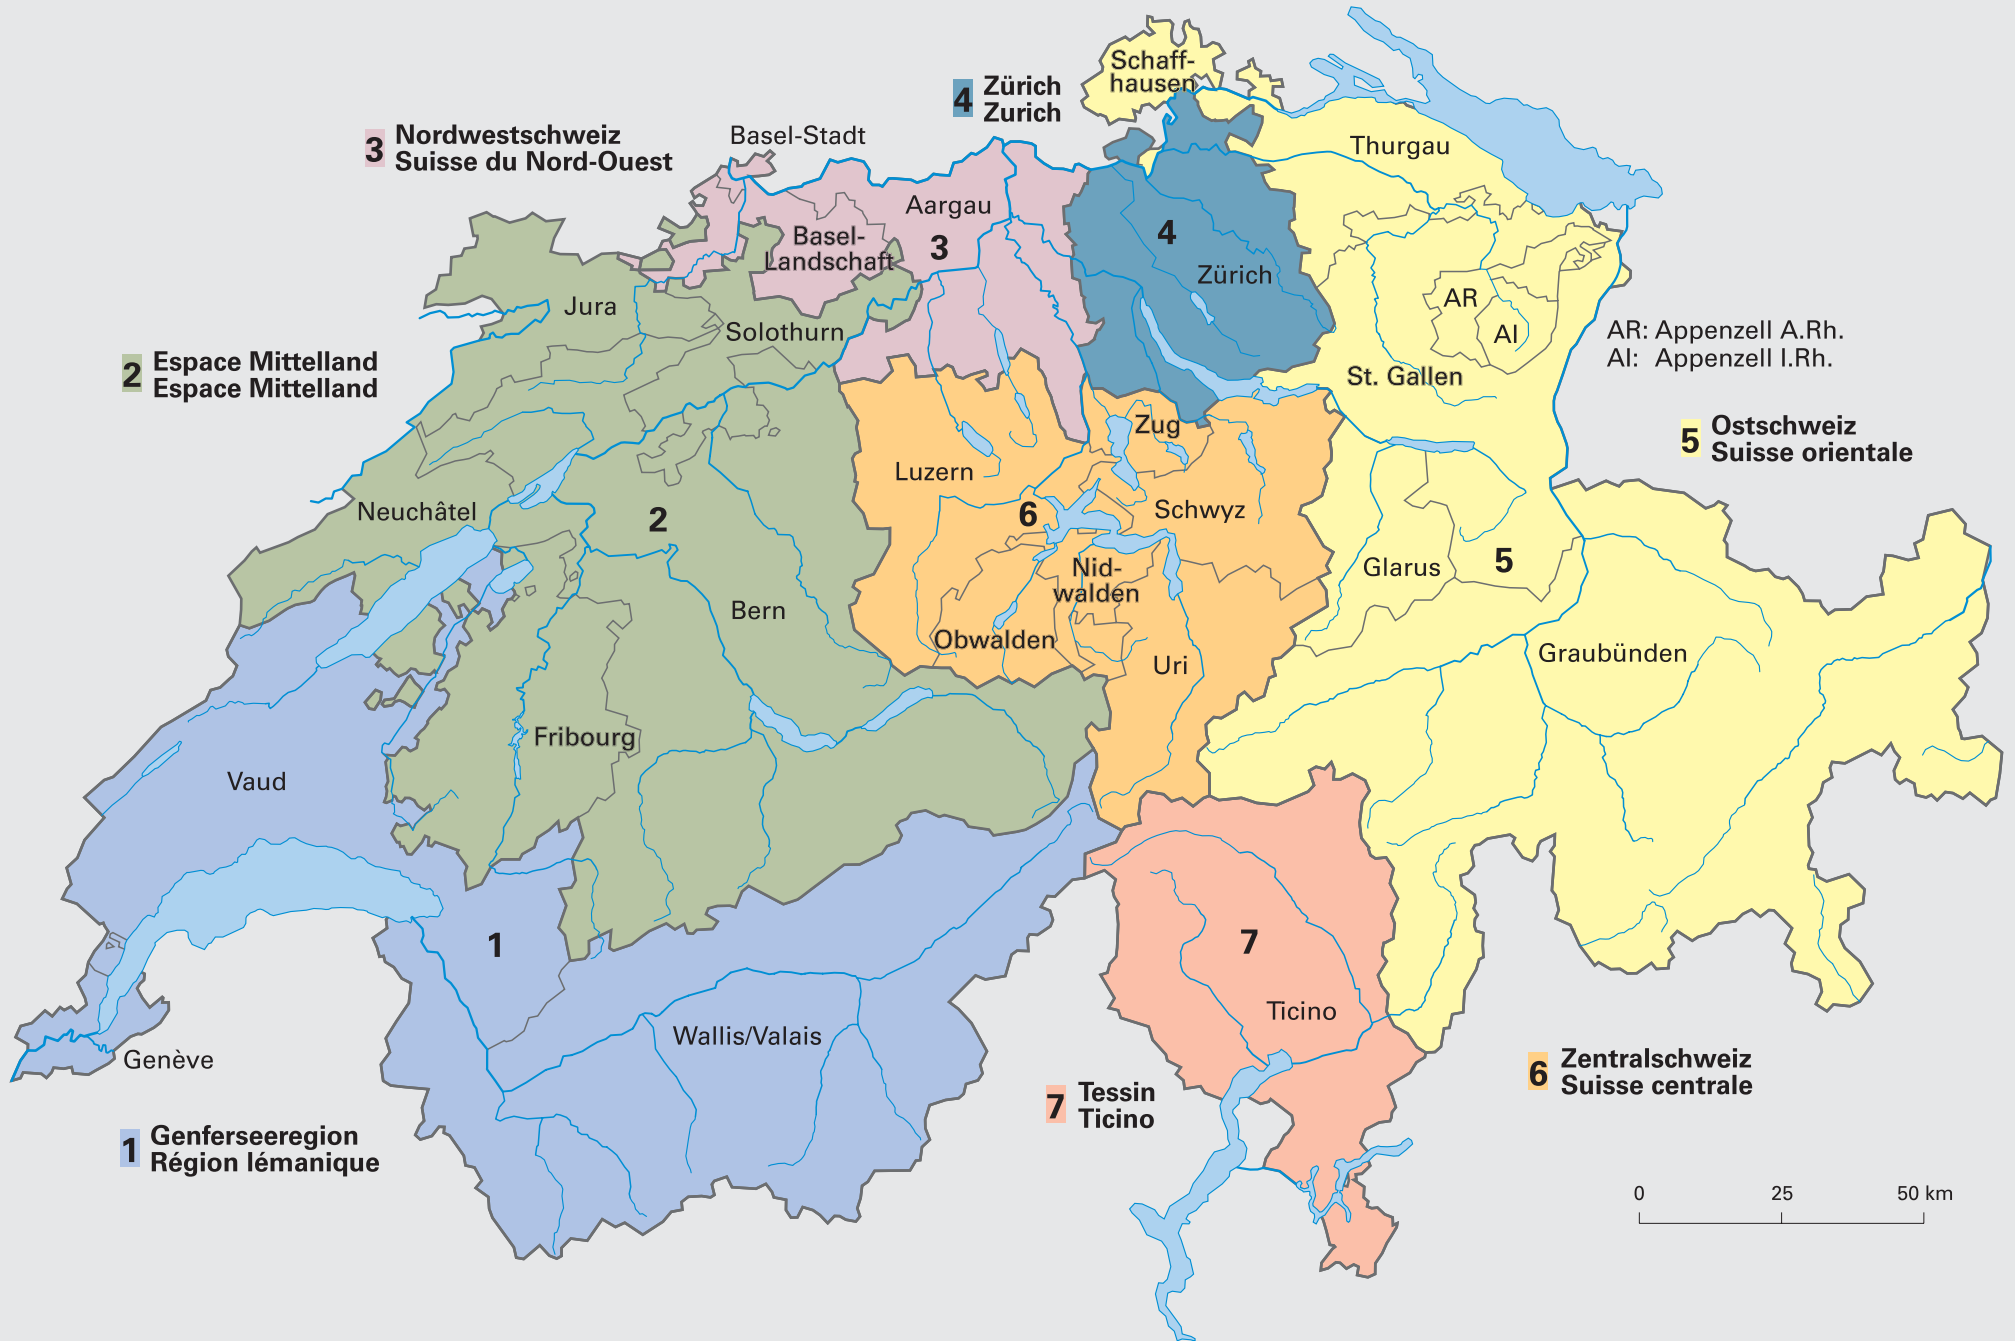 Schaff-
hausen
4 Zürich
Zurich
3 Nordwestschweiz
Suisse du Nord-Ouest
Basel-Stadt
Thurgau
Aargau
4
Basel-
Landschaft
3
Zürich
Jura
AR
Solothurn
AI
AR: Appenzell A.Rh.
AI: Appenzell I.Rh.
2 Espace Mittelland
Espace Mittelland
St. Gallen
Zug
5 Ostschweiz
Suisse orientale
Luzern
Neuchâtel
2
6
Schwyz
Glarus
5
Nid-
walden
Bern
Obwalden
Uri
Graubünden
Fribourg
Vaud
1
7
Ticino
Wallis/Valais
Genève
6 Zentralschweiz
Suisse centrale
7 Tessin
Ticino
1 Genferseeregion
Région lémanique
0 25 50 km